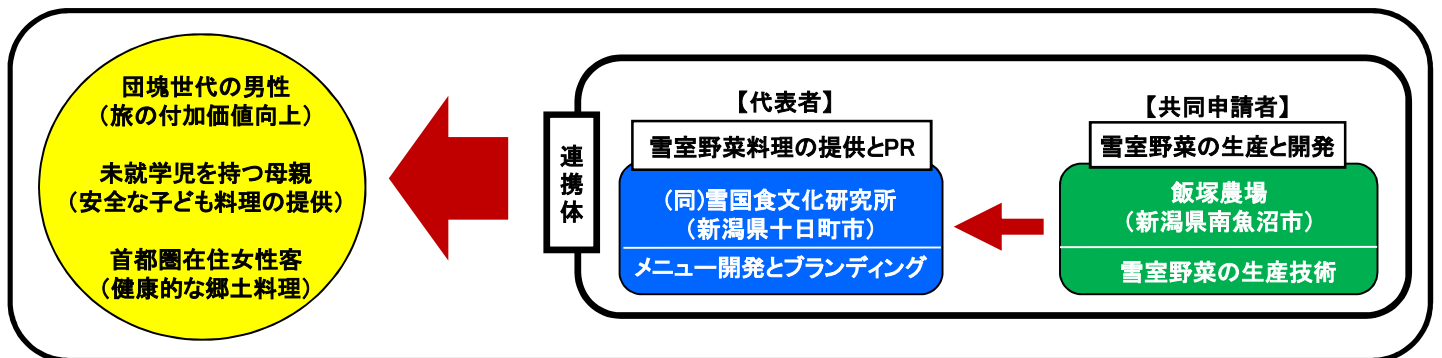 団塊世代の男性
（旅の付加価値向上）
未就学児を持つ母親
（安全な子ども料理の提供）
首都圏在住女性客
（健康的な郷土料理）
連携体
【代表者】
雪室野菜料理の提供とPR
（同）雪国食文化研究所
（新潟県十日町市）
メニュー開発とブランディング
【共同申請者】
雪室野菜の生産と開発
飯塚農場
（新潟県南魚沼市）
雪室野菜の生産技術